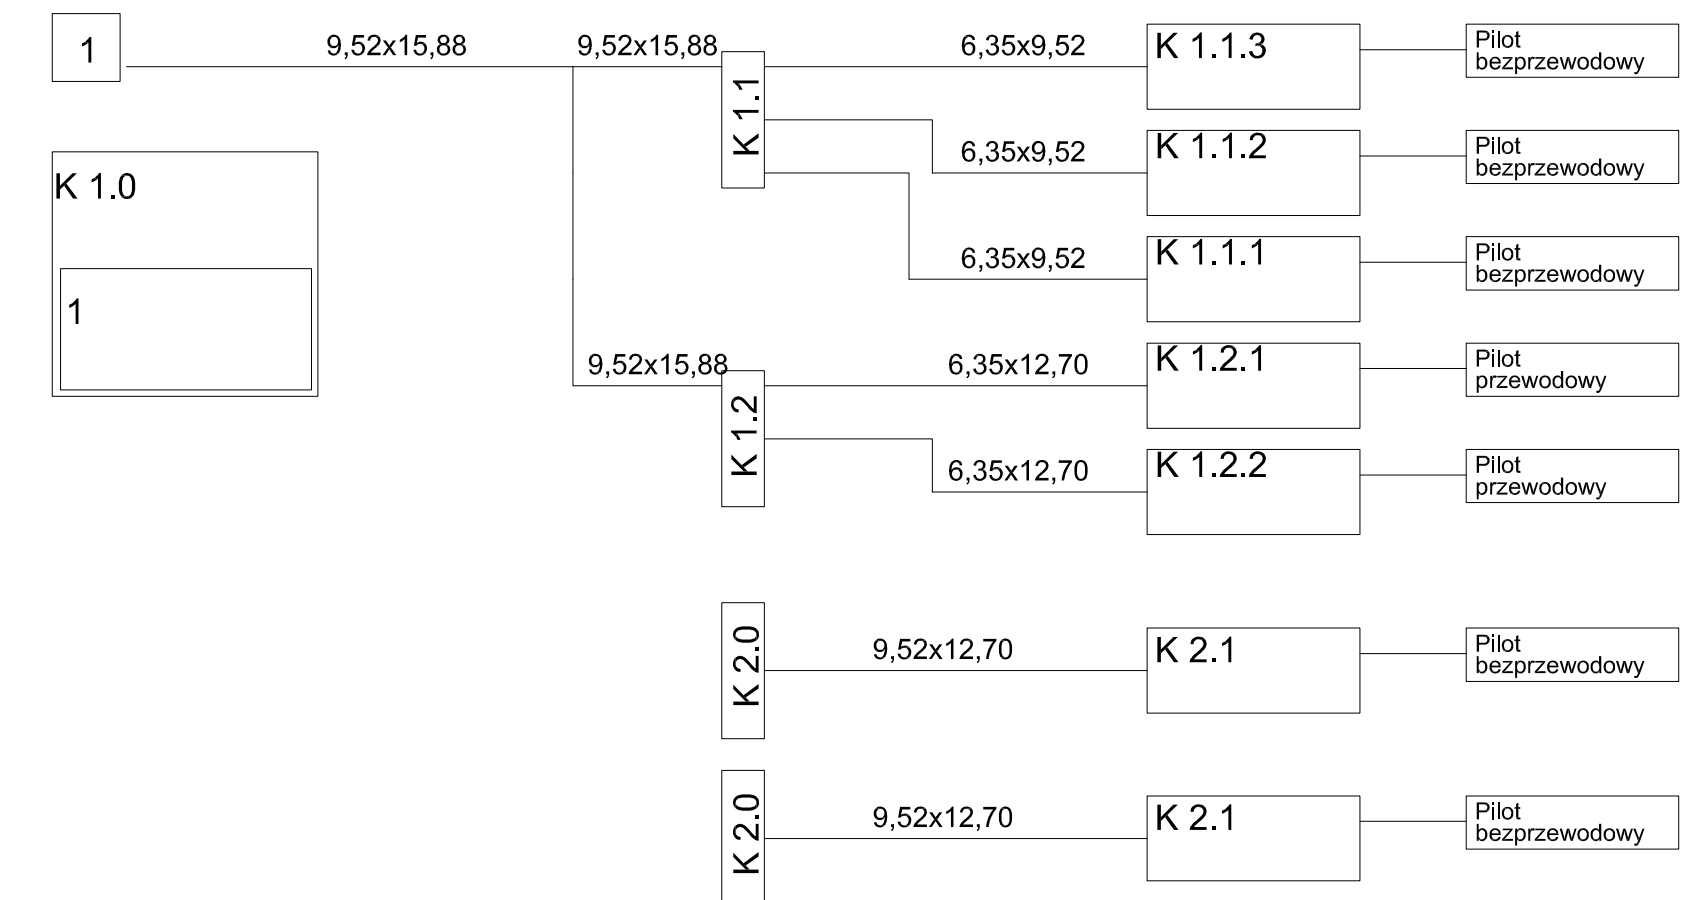 1
9,52x15,88
9,52x15,88
K 1.1
6,35x9,52
K 1.1.3
Pilot
bezprzewodowy
6,35x9,52
K 1.1.2
Pilot
bezprzewodowy
K 1.0
1
6,35x9,52
K 1.1.1
Pilot
bezprzewodowy
9,52x15,88
K 1.2
6,35x12,70
K 1.2.1
Pilot
przewodowy
6,35x12,70
K 1.2.2
Pilot
przewodowy
K 2.0
9,52x12,70
K 2.1
Pilot
bezprzewodowy
K 2.0
9,52x12,70
K 2.1
Pilot
bezprzewodowy